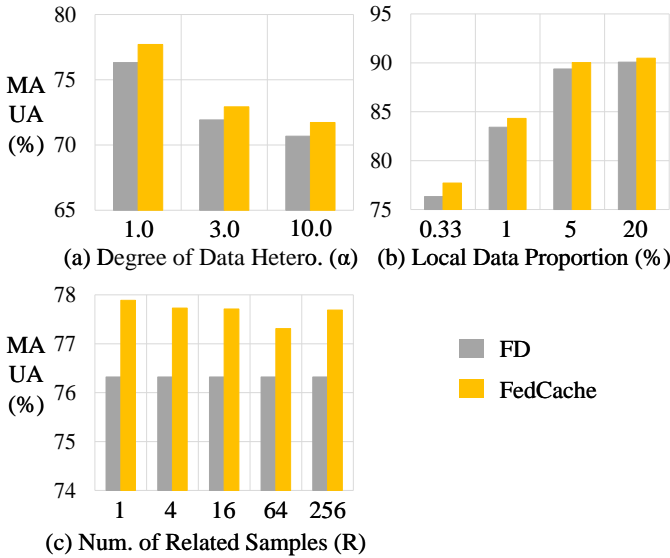 80
75
70
65
MA
UA
(%)
1.0 3.0 10.0
(a) Degree of Data Hetero. (α)
95
90
85
80
75
0.33 1 5 20
(b) Local Data Proportion (%)
78
77
76
75
74
MA
UA
(%)
1 4 16 64 256
(c) Num. of Related Samples (R)
FD
FedCache